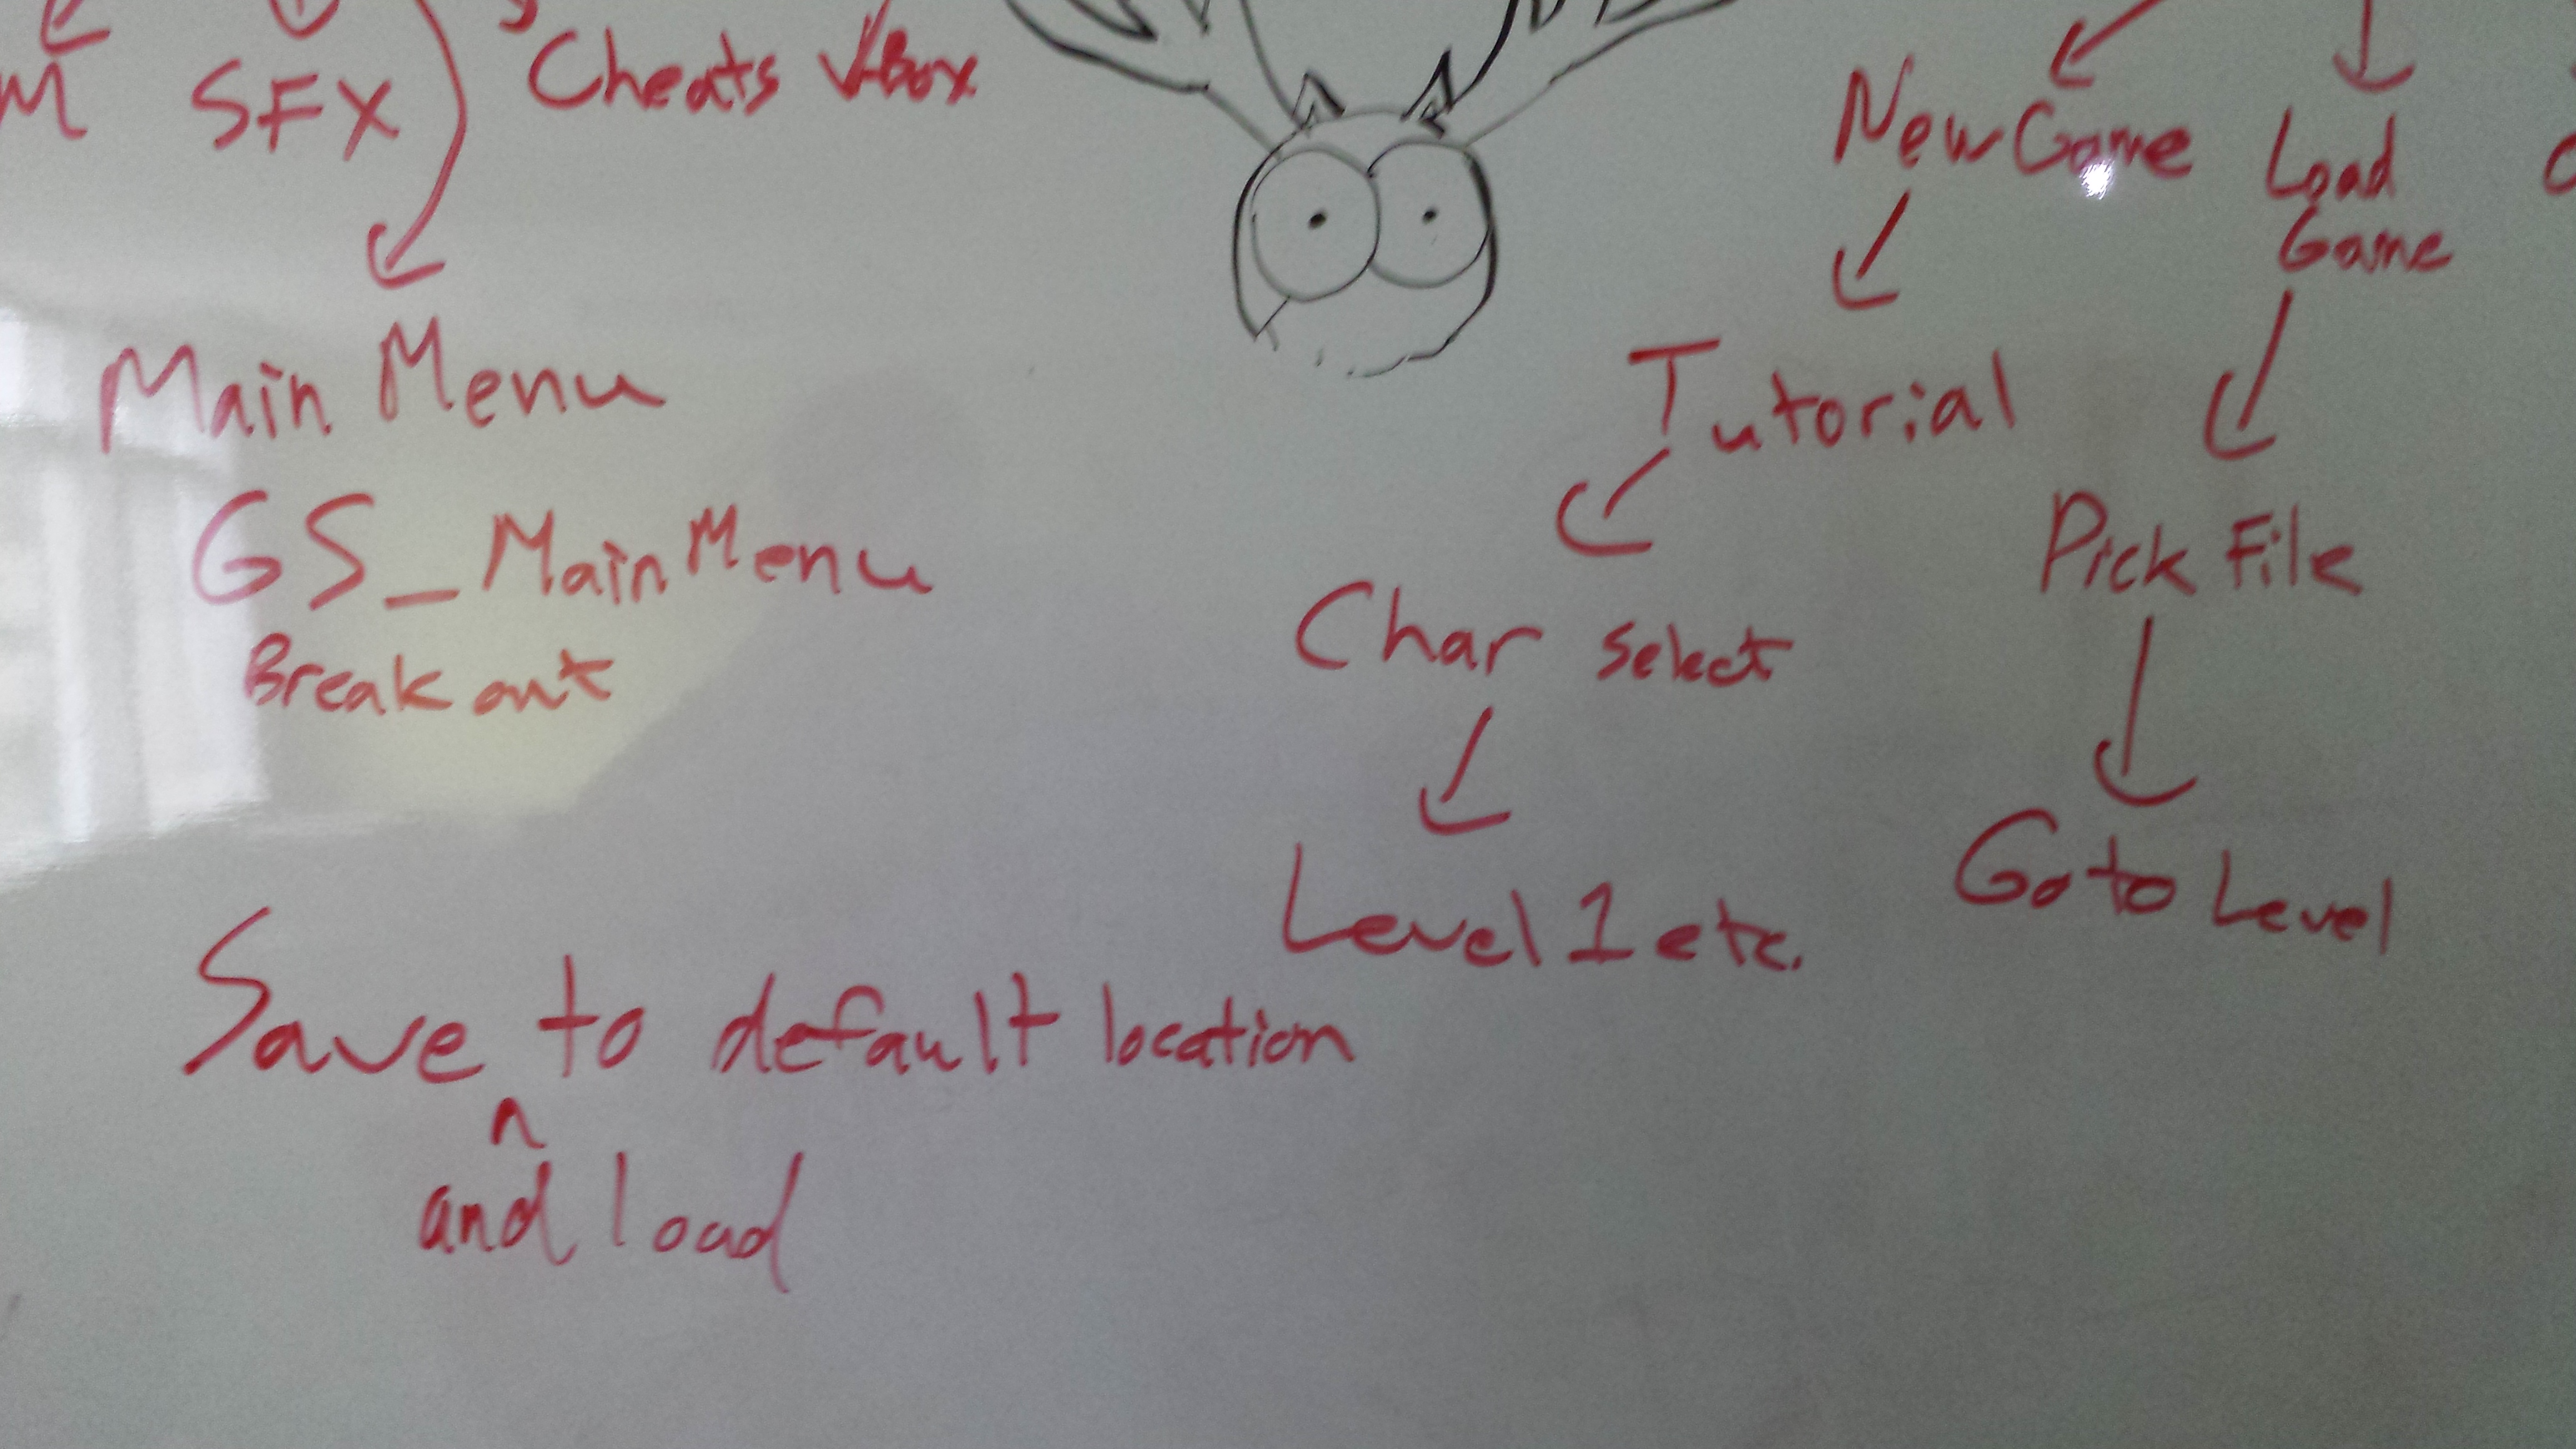 M SFX Cheats √Box
Main Menu
GS_MainMenu
Breakout
New Game
Tutorial
Char select
Level 1 etc.
Load
Game
Pick File
Go to Level
Save to default location
^
and load